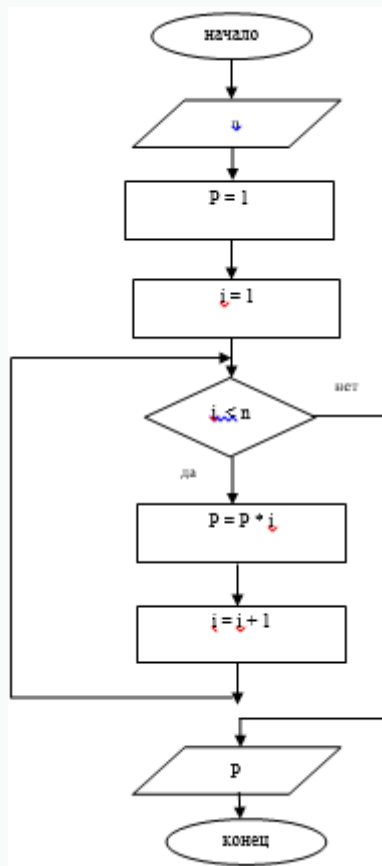 начало
n
P = 1
i = 1
i ≤ n
нет
да
P = P * i
i = i + 1
P
конец